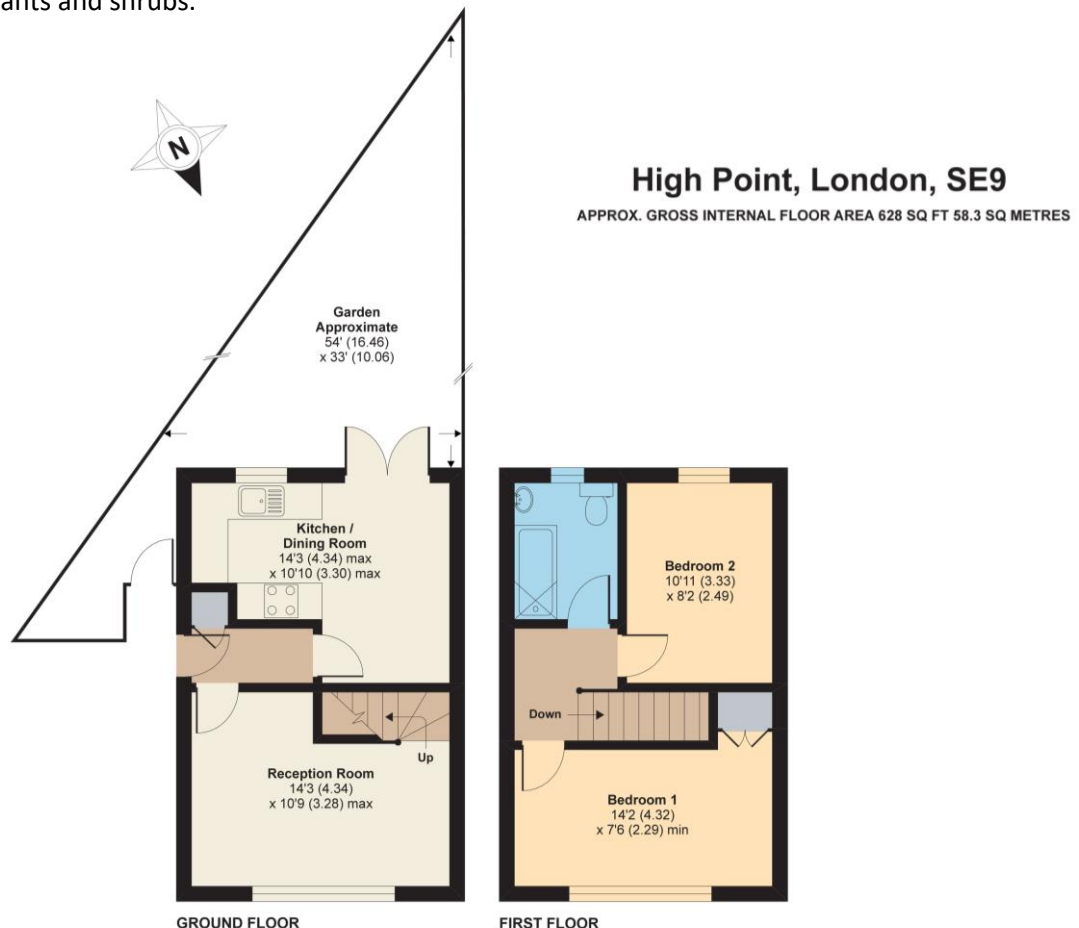 ants and shrubs.
N
High Point, London, SE9
APPROX. GROSS INTERNAL FLOOR AREA 628 SQ FT 58.3 SQ METRES
Garden
Approximate
54' (16.46)
x 33' (10.06)
Kitchen /
Dining Room
14'3 (4.34) max
x 10'10 (3.30) max
Up
Reception Room
14'3 (4.34)
x 10'9 (3.28) max
GROUND FLOOR
Bedroom 2
10'11 (3.33)
x 8'2 (2.49)
Down
Bedroom 1
14'2 (4.32)
x 7'6 (2.29) min
FIRST FLOOR